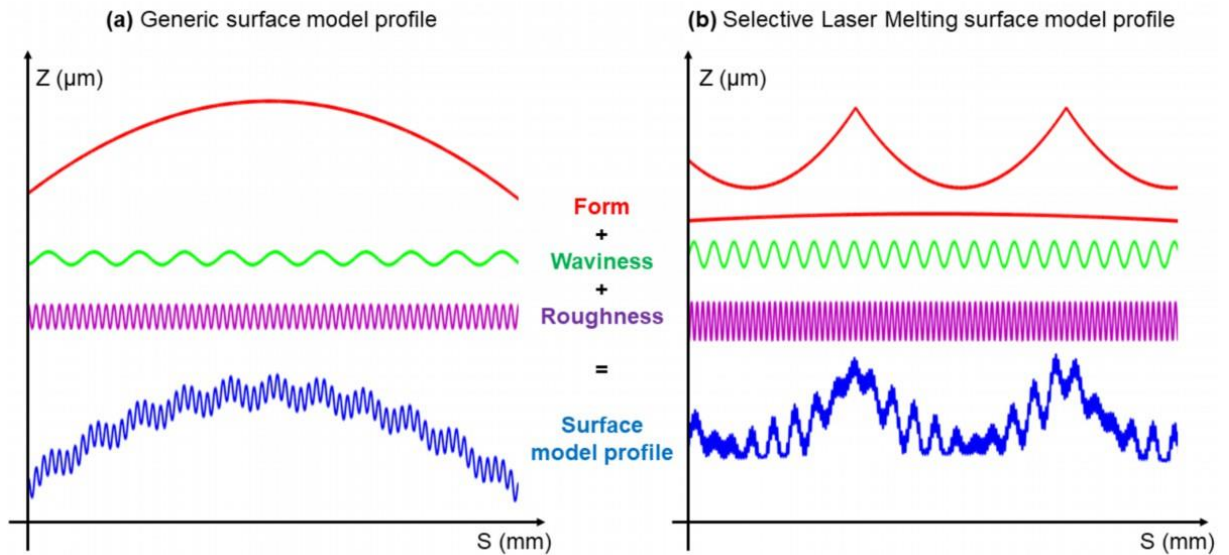 (a) Generic surface model profile
Z (µm)
S (mm)
Form
+
Waviness
+
Roughness
=
Surface
model profile
(b) Selective Laser Melting surface model profile
Z (µm)
S (mm)